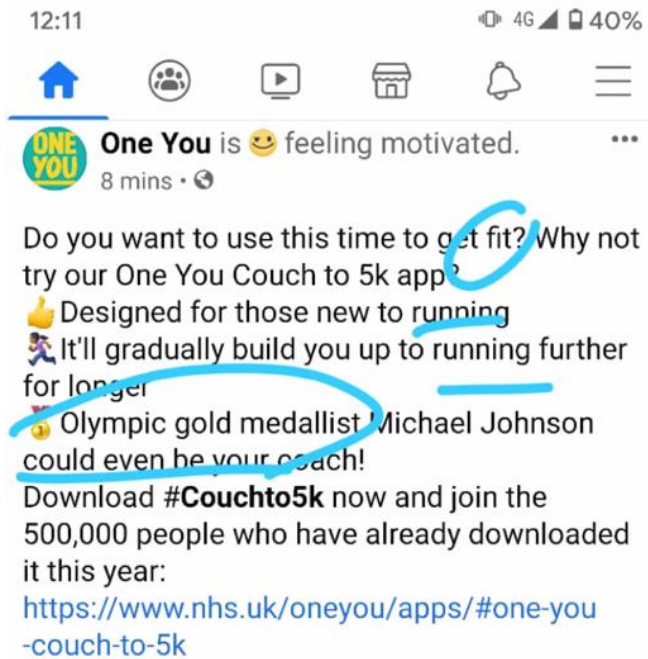 12:11 4G 40%
ONE YOU One You is 😀 feeling motivated.
8 mins •
Do you want to use this time to get fit? Why not
try our One You Couch to 5k app?
👍 Designed for those new to running
🏃🏽‍♀️ It'll gradually build you up to running further
for longer
🏅 Olympic gold medallist Michael Johnson
could even be your coach!
Download #Couchto5k now and join the
500,000 people who have already downloaded
it this year:
https://www.nhs.uk/oneyou/apps/#one-you
-couch-to-5k